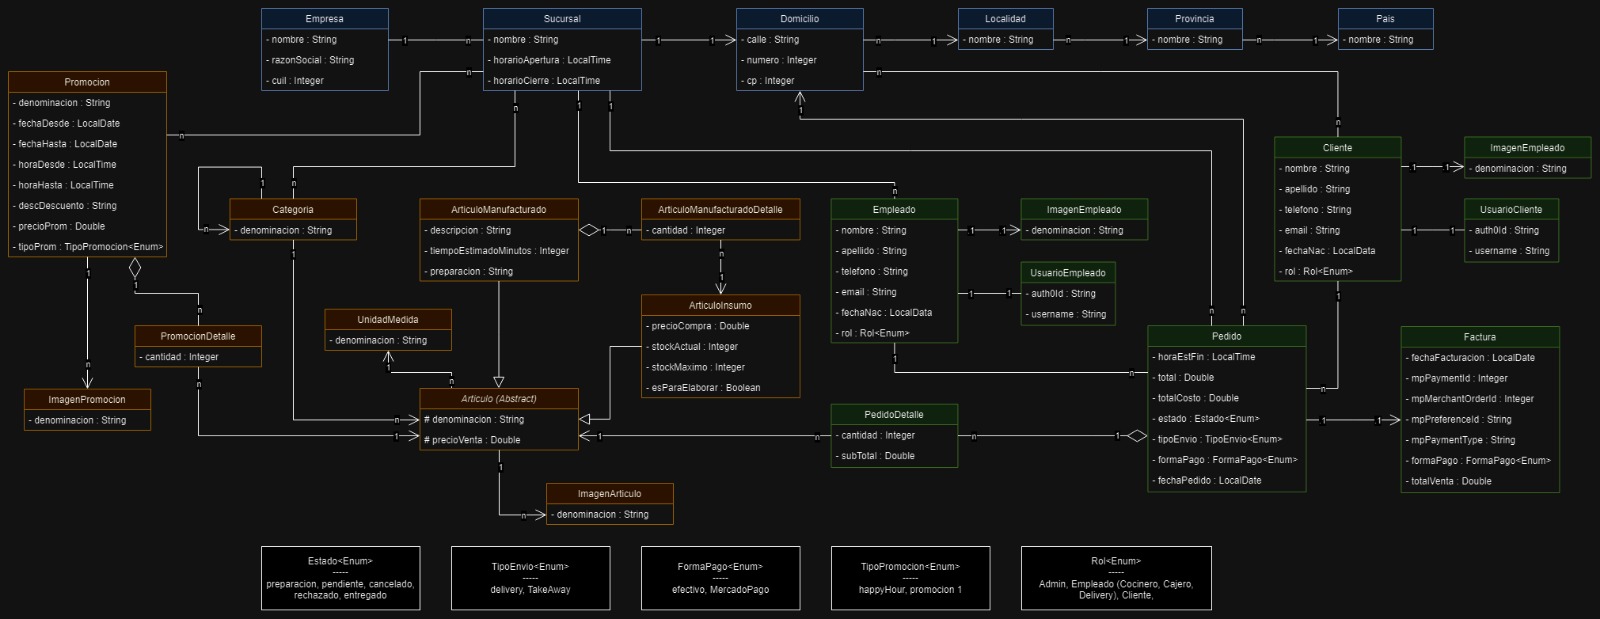 Empresa
- nombre : String
- razonSocial : String
- cuil : Integer
Sucursal
- nombre : String
- horarioApertura : LocalTime
- horarioCierre : LocalTime
Domicilio
- calle : String
- numero : Integer
- cp : Integer
Localidad
- nombre : String
Provincia
- nombre : String
Pais
- nombre : String
1 n
1 1
n 1
n 1
n 1
Promocion
- denominacion : String
- fechaDesde : LocalDate
- fechaHasta : LocalDate
- horaDesde : LocalTime
- horaHasta : LocalTime
- descDescuento : String
- precioProm : Double
- tipoProm : TipoPromocion<Enum>
n n
n n
1 n
1 n
1 n
1 n
n 1
n n
Categoria
- denominacion : String
1 n
1 n
ArticuloManufacturado
- descripcion : String
- tiempoEstimadoMinutos : Integer
- preparacion : String
1 n
ArticuloManufacturadoDetalle
- cantidad : Integer
n 1
ArticuloInsumo
- precioCompra : Double
- stockActual : Integer
- stockMaximo : Integer
- esParaElaborar : Boolean
Empleado
- nombre : String
- apellido : String
- telefono : String
- email : String
- fechaNac : LocalData
- rol : Rol<Enum>
1 1
ImagenEmpleado
- denominacion : String
1 1
UsuarioEmpleado
- auth0Id : String
- username : String
1 n
Cliente
- nombre : String
- apellido : String
- telefono : String
- email : String
- fechaNac : LocalData
- rol : Rol<Enum>
1 1
ImagenEmpleado
- denominacion : String
1 1
UsuarioCliente
- auth0Id : String
- username : String
1 n
UnidadMedida
- denominacion : String
1 n
PromocionDetalle
- cantidad : Integer
n 1
ImagenPromocion
- denominacion : String
Articulo (Abstract)
# denominacion : String
# precioVenta : Double
1 n
ImagenArticulo
- denominacion : String
1 n
PedidoDetalle
- cantidad : Integer
- subTotal : Double
n 1
Pedido
- horaEstFin : LocalTime
- total : Double
- totalCosto : Double
- estado : Estado<Enum>
- tipoEnvio : TipoEnvio<Enum>
- formaPago : FormaPago<Enum>
- fechaPedido : LocalDate
1 1
Factura
- fechaFacturacion : LocalDate
- mpPaymentId : Integer
- mpMerchantOrderId : Integer
- mpPreferenceId : String
- mpPaymentType : String
- formaPago : FormaPago<Enum>
- totalVenta : Double
Estado<Enum>
-----
preparacion, pendiente, cancelado,
rechazado, entregado
TipoEnvio<Enum>
-----
delivery, TakeAway
FormaPago<Enum>
-----
efectivo, MercadoPago
TipoPromocion<Enum>
-----
happyHour, promocion 1
Rol<Enum>
-----
Admin, Empleado (Cocinero, Cajero,
Delivery), Cliente,